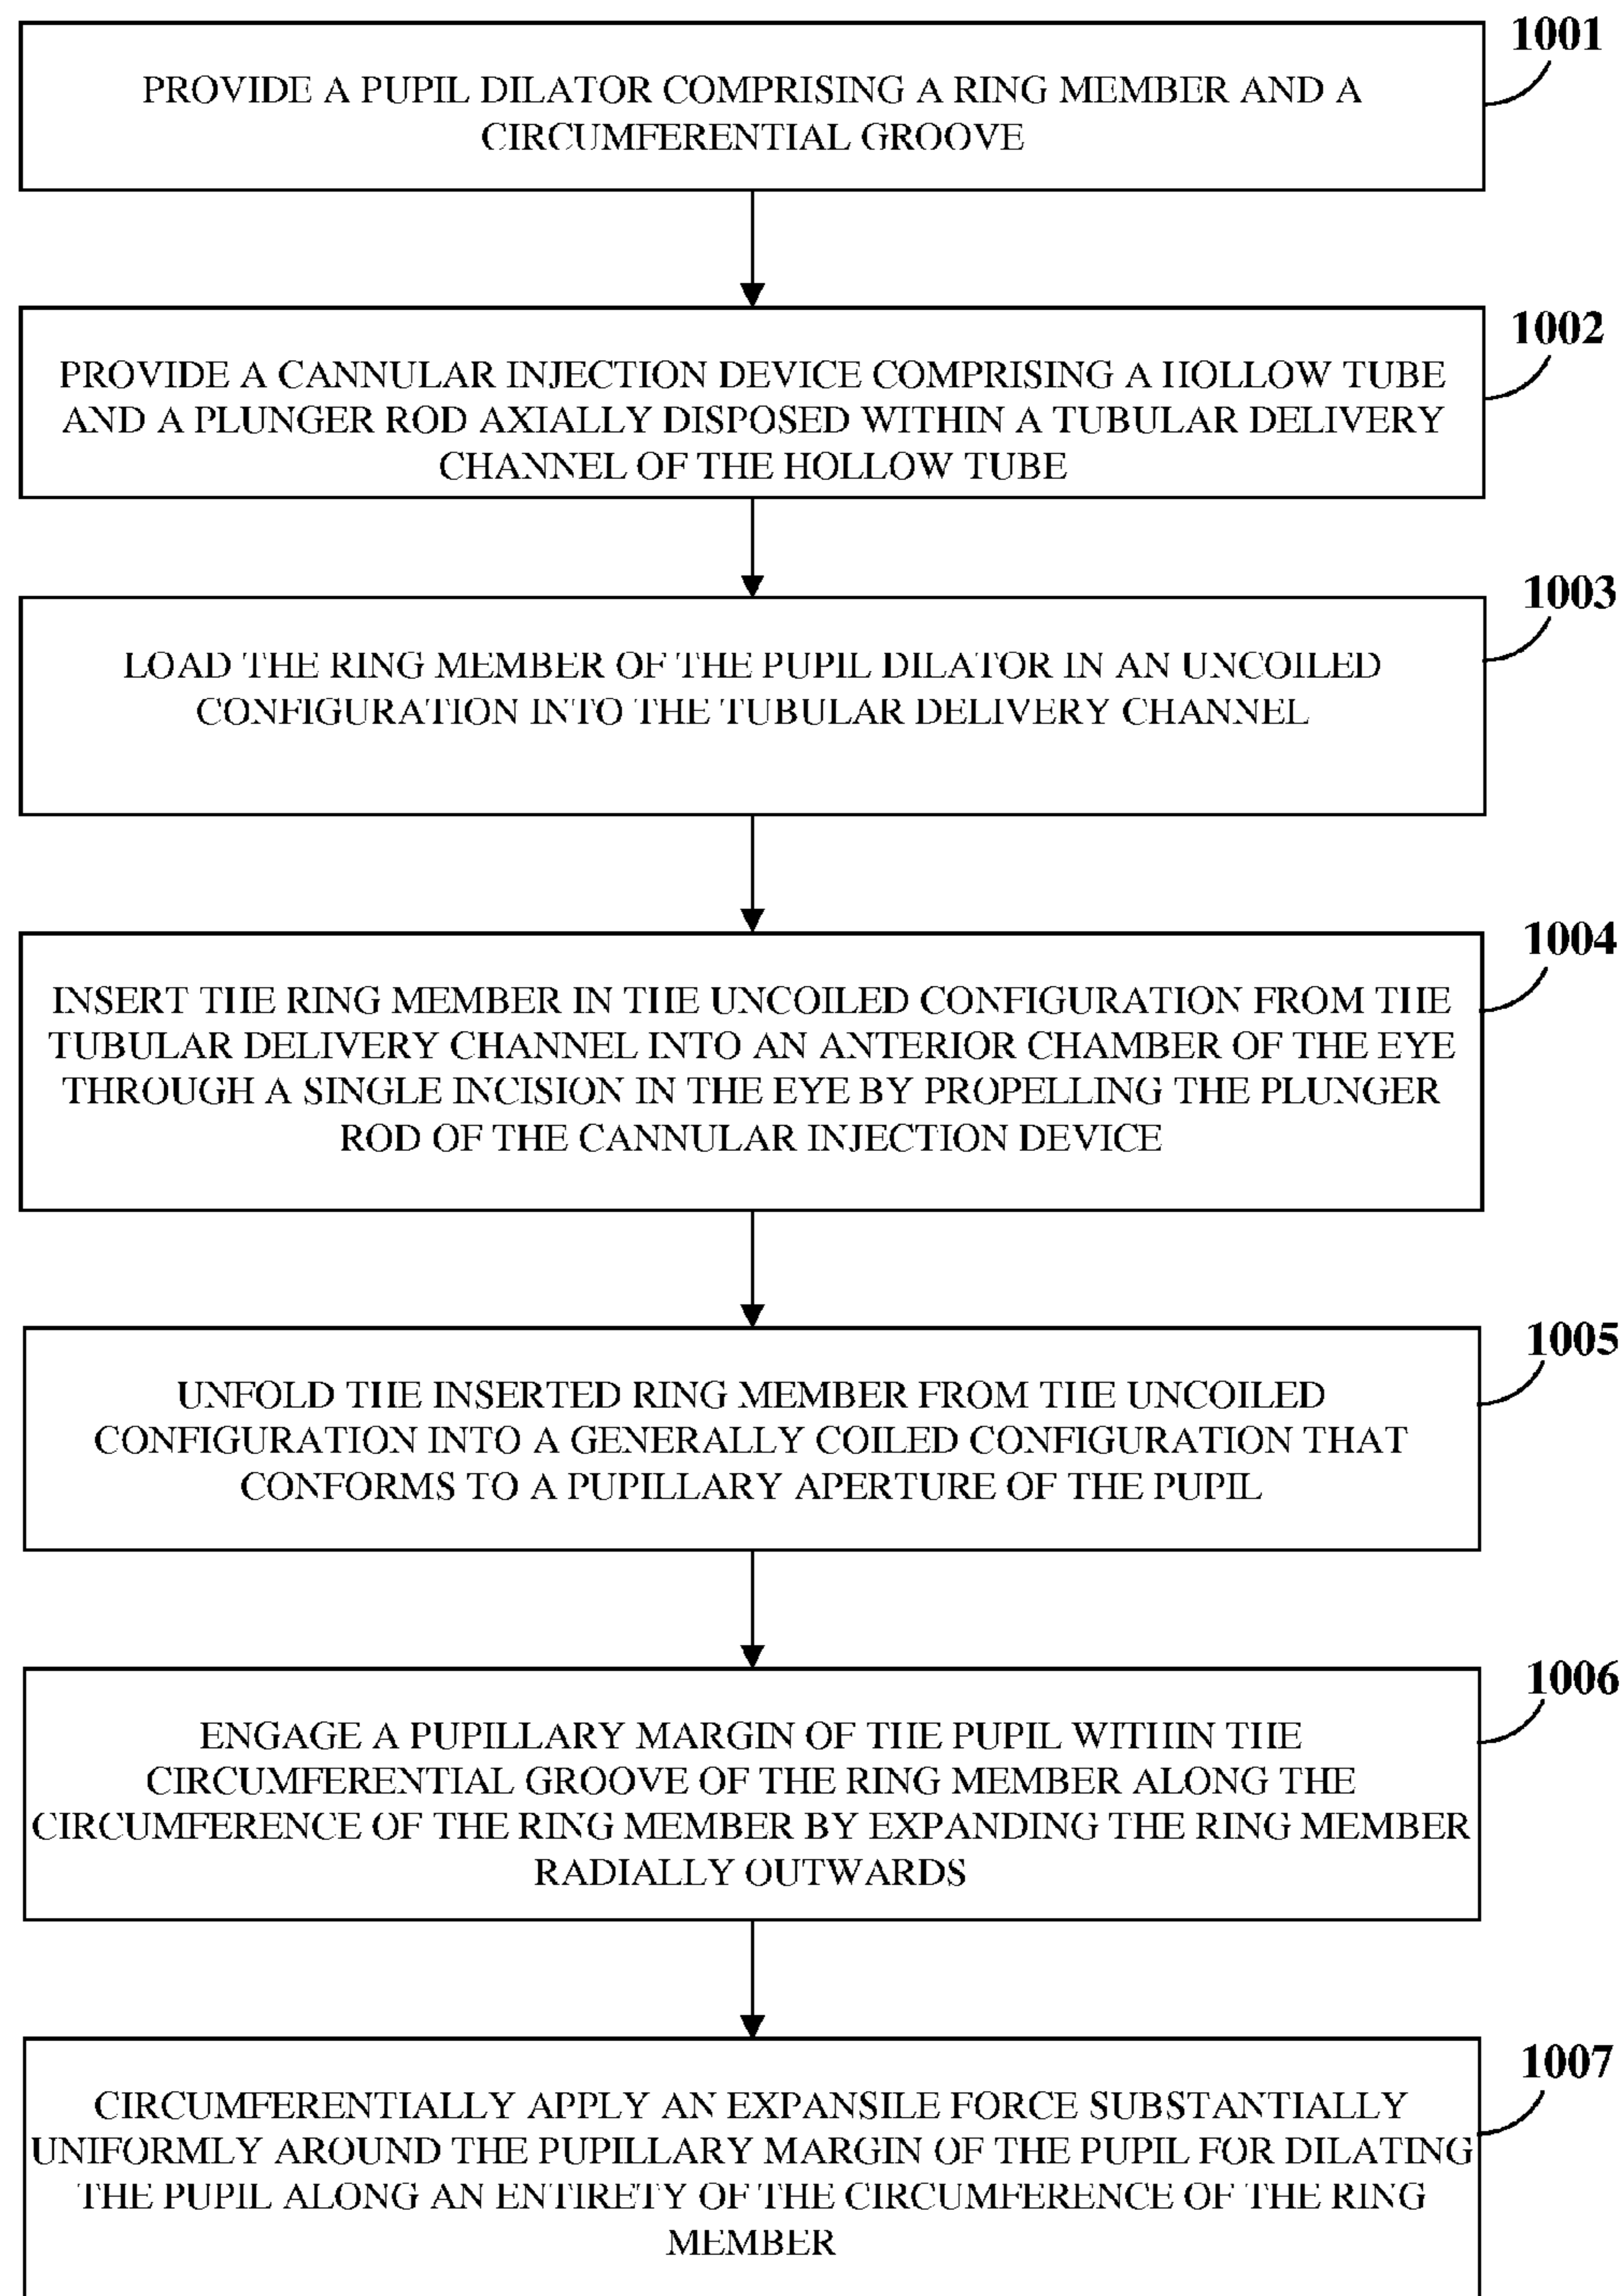 1001
PROVIDE A PUPIL DILATOR COMPRISING A RING MEMBER AND A
CIRCUMFERENTIAL GROOVE
1002
PROVIDE A CANNULAR INJECTION DEVICE COMPRISING A HOLLOW TUBE
AND A PLUNGER ROD AXIALLY DISPOSED WITHIN A TUBULAR DELIVERY
CHANNEL OF THE HOLLOW TUBE
1003
LOAD THE RING MEMBER OF THE PUPIL DILATOR IN AN UNCOILED
CONFIGURATION INTO THE TUBULAR DELIVERY CHANNEL
1004
INSERT THE RING MEMBER IN THE UNCOILED CONFIGURATION FROM THE
TUBULAR DELIVERY CHANNEL INTO AN ANTERIOR CHAMBER OF THE EYE
THROUGH A SINGLE INCISION IN THE EYE BY PROPELLING THE PLUNGER
ROD OF THE CANNULAR INJECTION DEVICE
1005
UNFOLD THE INSERTED RING MEMBER FROM THE UNCOILED
CONFIGURATION INTO A GENERALLY COILED CONFIGURATION THAT
CONFORMS TO A PUPILLARY APERTURE OF THE PUPIL
1006
ENGAGE A PUPILLARY MARGIN OF THE PUPIL WITHIN THE
CIRCUMFERENTIAL GROOVE OF THE RING MEMBER ALONG THE
CIRCUMFERENCE OF THE RING MEMBER BY EXPANDING THE RING MEMBER
RADIALLY OUTWARDS
1007
CIRCUMFERENTIALLY APPLY AN EXPANSILE FORCE SUBSTANTIALLY
UNIFORMLY AROUND THE PUPILLARY MARGIN OF THE PUPIL FOR DILATING
THE PUPIL ALONG AN ENTIRETY OF THE CIRCUMFERENCE OF THE RING
MEMBER